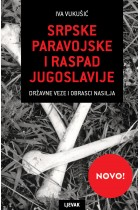 IVA VUKUŠIĆ
SRPSKE
PARAVOJSKE
I RASPAD
JUGOSLAVIJE
DRŽAVNE VEZE I OBRASCI NASILJA
NOVO!
LJEVAK